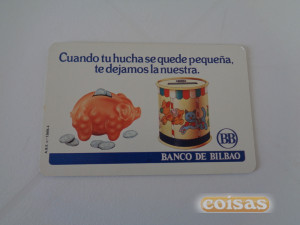 Cuando tu hucha se quede pequeña,
te dejamos la nuestra.
BB
BANCO DE BILBAO
coisas